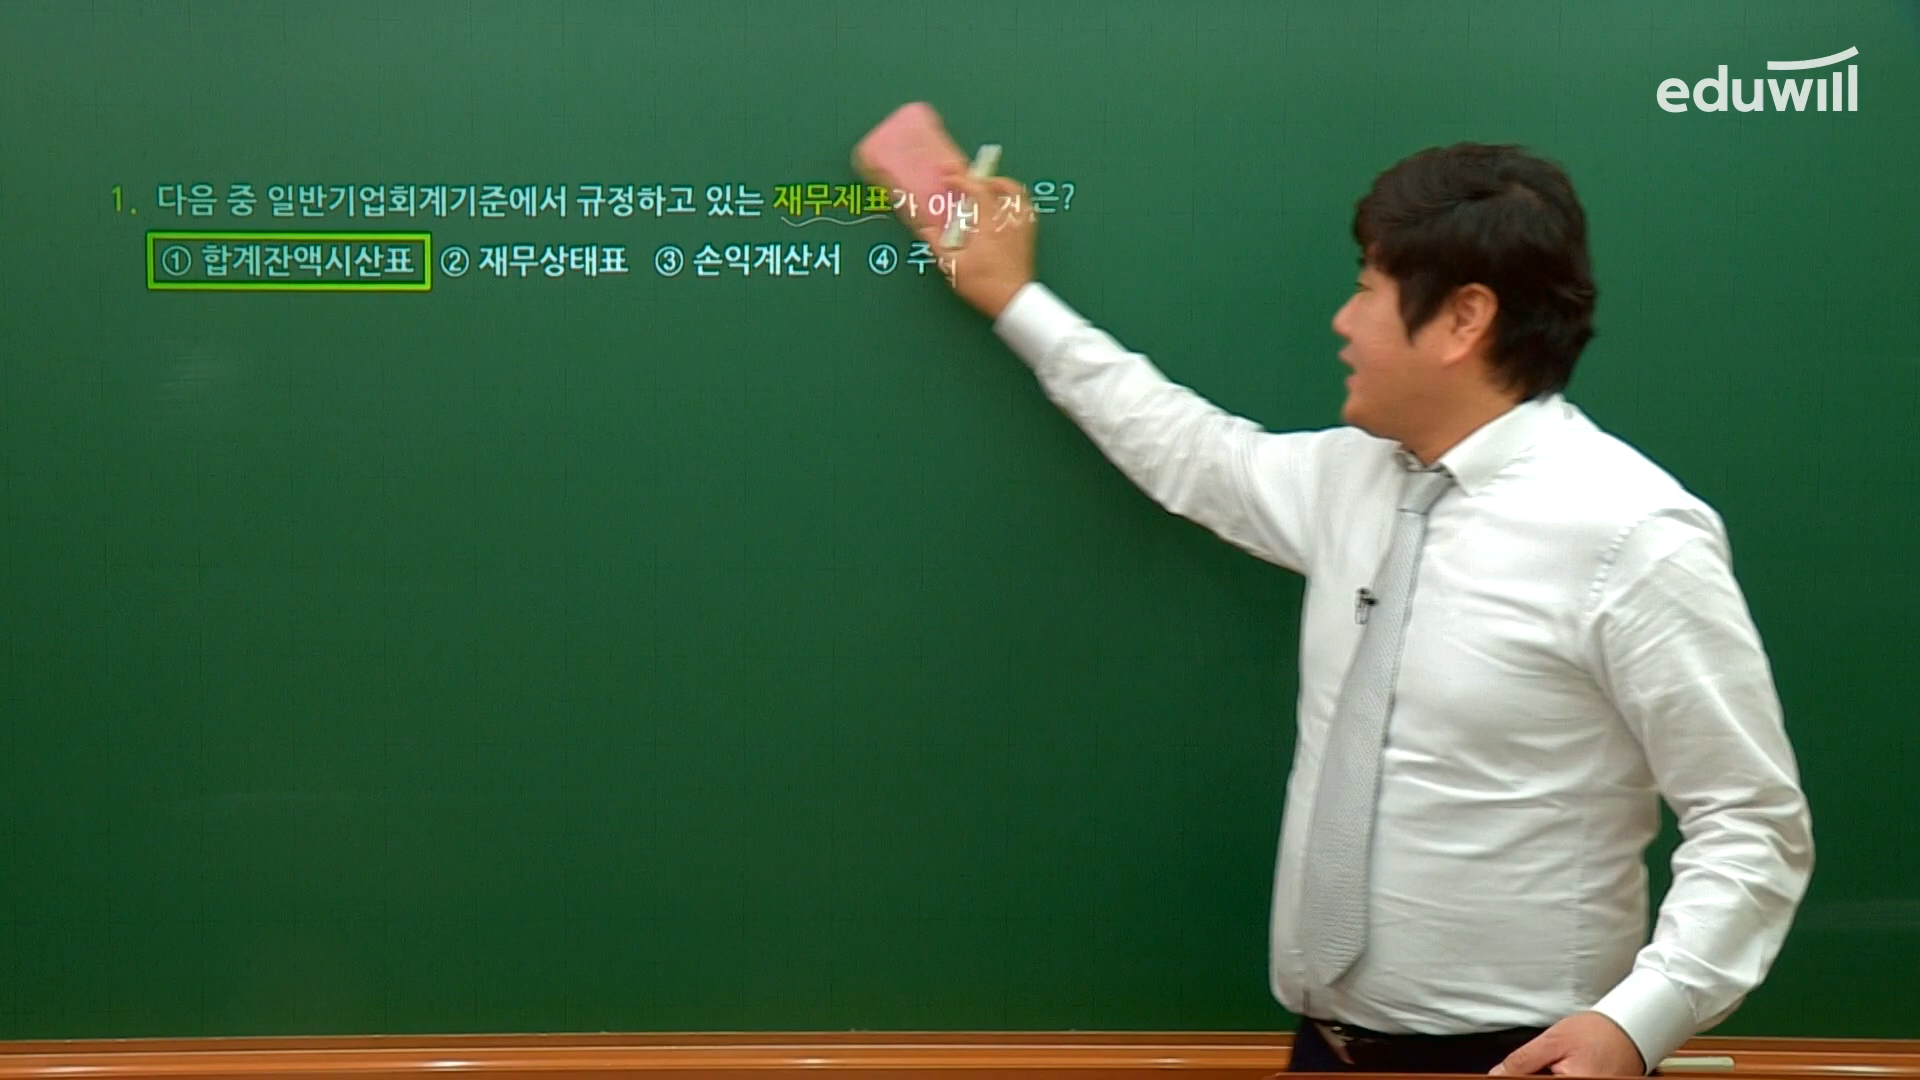 eduwill
1. 다음 중 일반기업회계기준에서 규정하고 있는 재무제표가 아닌 것은?
① 합계잔액시산표 ② 재무상태표 ③ 손익계산서 ④ 주석